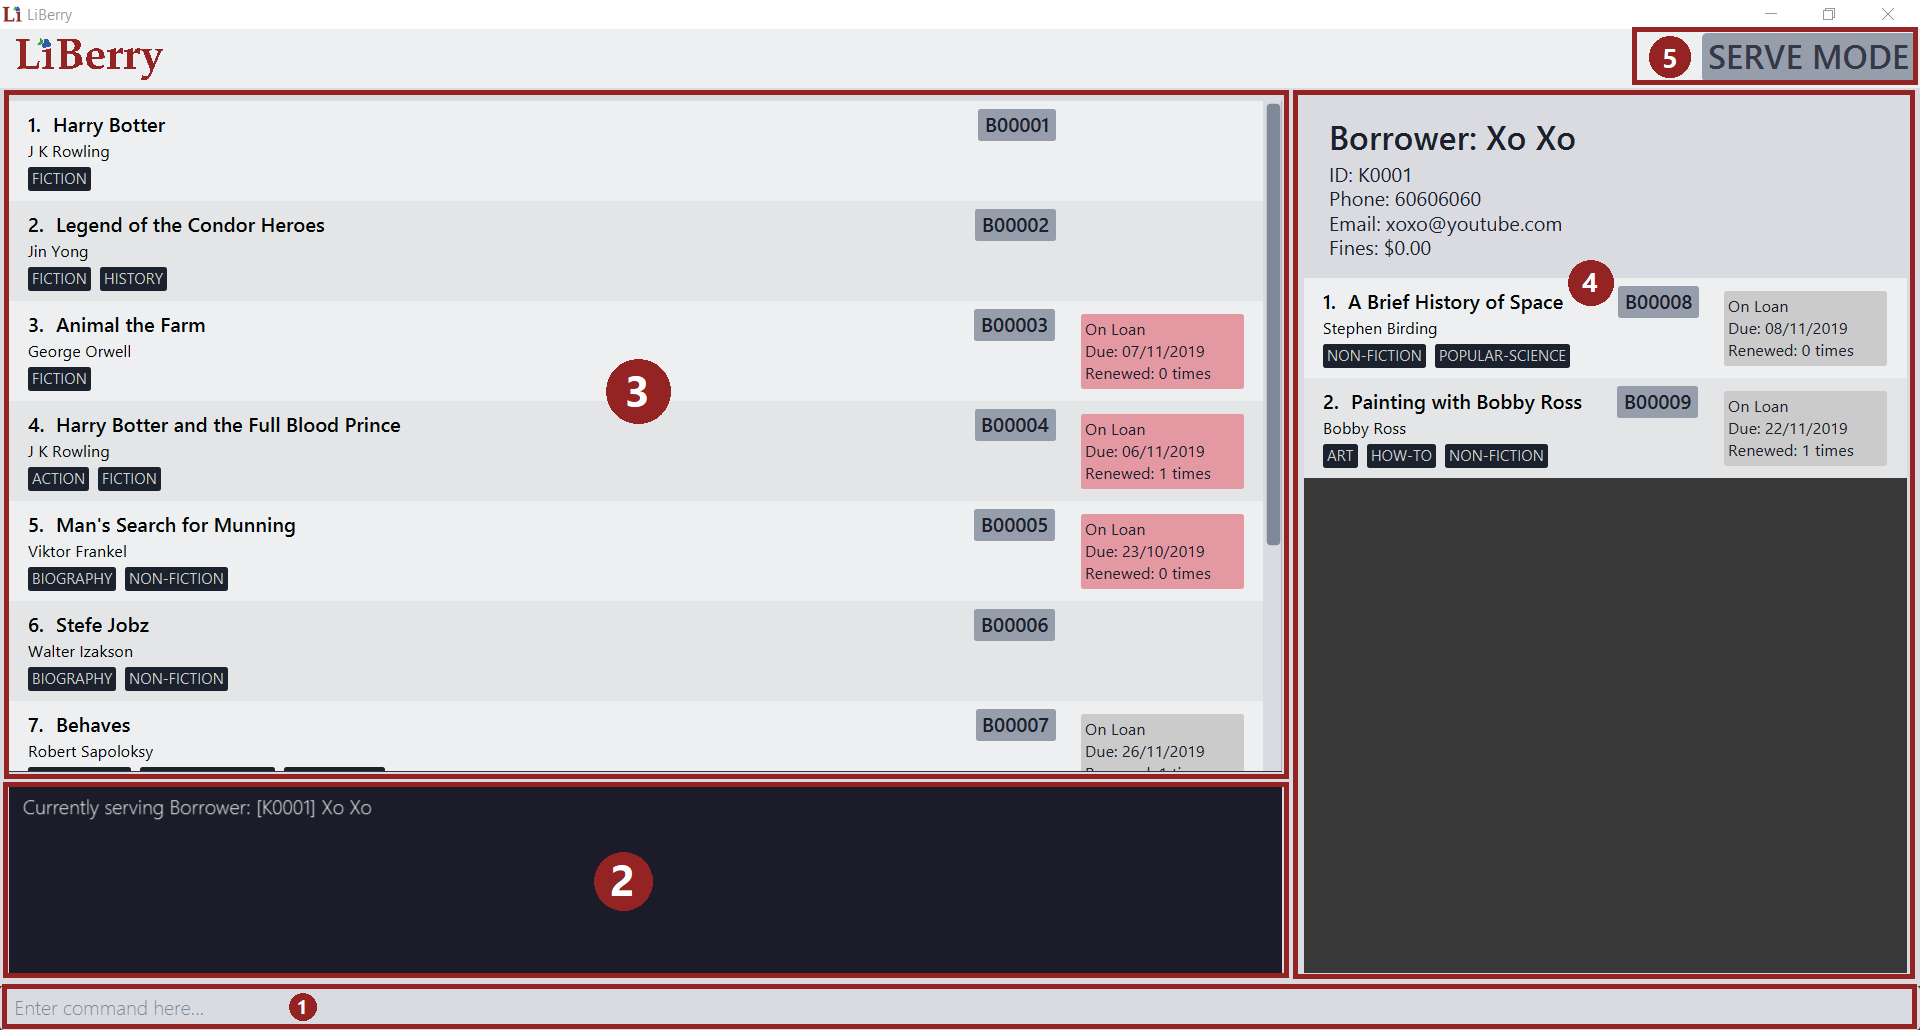 LiBerry
LiBerry
5
SERVE MODE
1. Harry Botter
B00001
J K Rowling
FICTION
2. Legend of the Condor Heroes
B00002
Jin Yong
FICTION HISTORY
3. Animal the Farm
B00003
George Orwell
FICTION
On Loan
Due: 07/11/2019
Renewed: 0 times
3
4. Harry Botter and the Full Blood Prince
B00004
J K Rowling
ACTION FICTION
On Loan
Due: 06/11/2019
Renewed: 1 times
5. Man's Search for Munning
B00005
Viktor Frankel
BIOGRAPHY NON-FICTION
On Loan
Due: 23/10/2019
Renewed: 0 times
6. Stefe Jobz
B00006
Walter Izakson
BIOGRAPHY NON-FICTION
7. Behaves
B00007
Robert Sapoloksy
On Loan
Due: 26/11/2019
Borrower: Xo Xo
ID: K0001
Phone: 60606060
Email: xoxo@youtube.com
Fines: $0.00
4
1. A Brief History of Space
B00008
Stephen Birding
NON-FICTION POPULAR-SCIENCE
On Loan
Due: 08/11/2019
Renewed: 0 times
2. Painting with Bobby Ross
B00009
Bobby Ross
ART HOW-TO NON-FICTION
On Loan
Due: 22/11/2019
Renewed: 1 times
Currently serving Borrower: [K0001] Xo Xo
2
Enter command here...
1